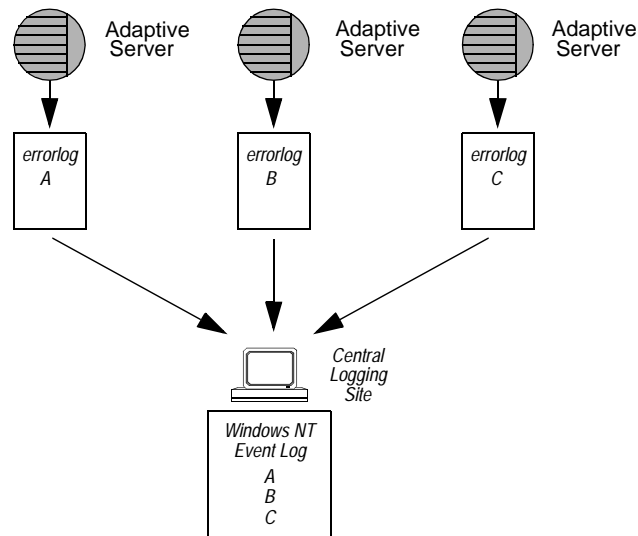 Adaptive
Server
Adaptive
Server
Adaptive
Server
errorlog
A
errorlog
B
errorlog
C
Central
Logging
Site
Windows NT
Event Log
A
B
C